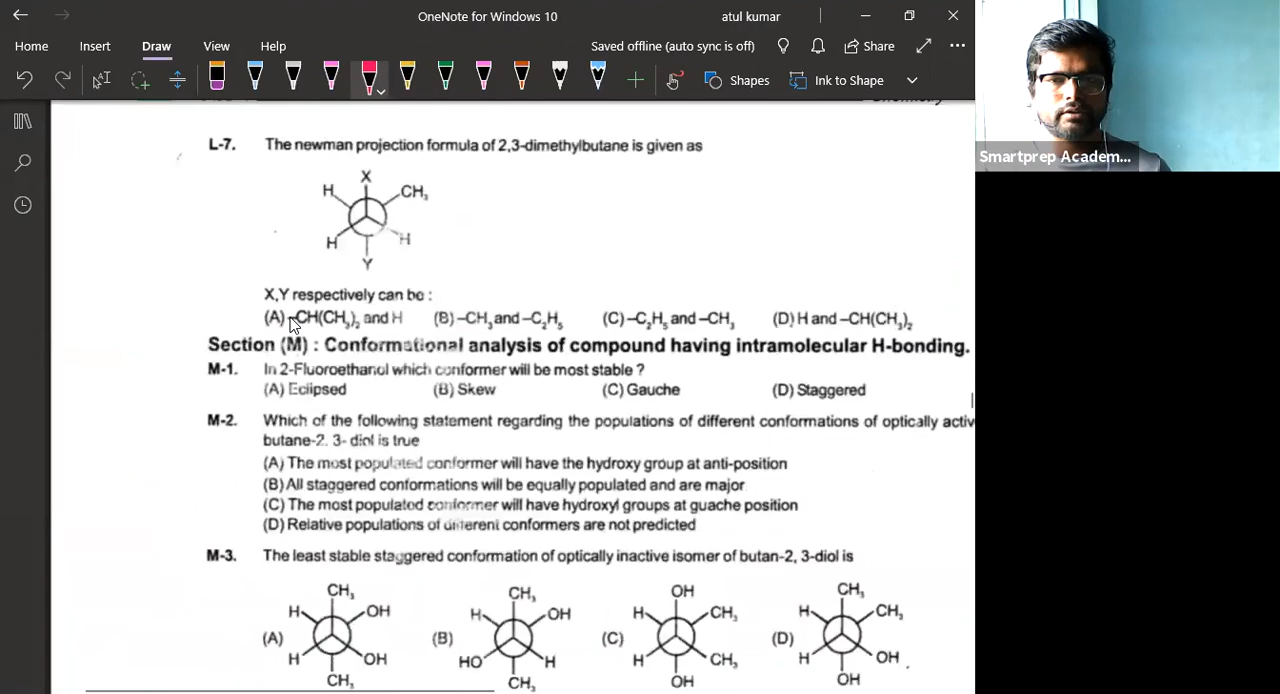 OneNote for Windows 10
atul kumar
Home Insert Draw View Help
Saved offline (auto sync is off)
Share
Shapes
Ink to Shape
Smartprep Academ...
L-7. The newman projection formula of 2,3-dimethylbutane is given as
X
H CH₃
H H
Y
X,Y respectively can be :
(A) –CH(CH₃)₂ and H (B) –CH₃ and –C₂H₅ (C) –C₂H₅ and –CH₃ (D) H and –CH(CH₃)₂
Section (M) : Conformational analysis of compound having intramolecular H-bonding.
M-1. In 2-Fluoroethanol which conformer will be most stable ?
(A) Eclipsed (B) Skew (C) Gauche (D) Staggered
M-2. Which of the following statement regarding the populations of different conformations of optically activ
butane-2. 3- diol is true
(A) The most populated conformer will have the hydroxy group at anti-position
(B) All staggered conformations will be equally populated and are major
(C) The most populated conformer will have hydroxyl groups at guache position
(D) Relative populations of different conformers are not predicted
M-3. The least stable staggered conformation of optically inactive isomer of butan-2, 3-diol is
CH₃ CH₃ OH CH₃
H OH H OH H CH₃ H CH₃
(A) (B) (C) (D)
H OH HO H H CH₃ H OH
CH₃ CH₃ OH OH